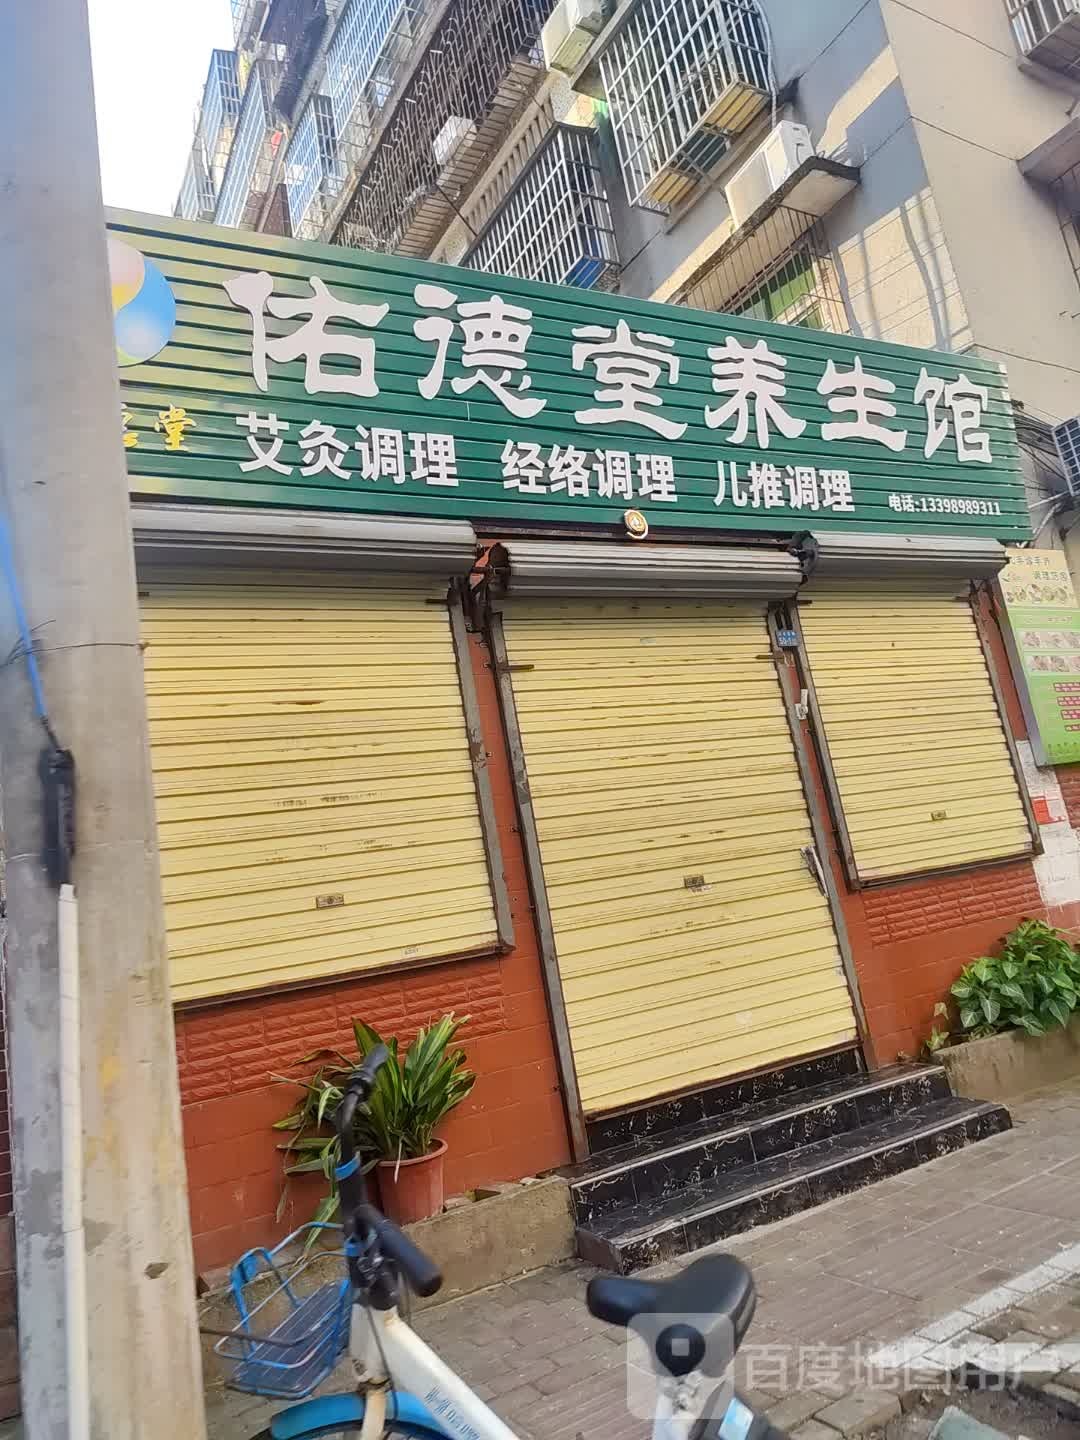 佑德堂养生馆
堂
艾灸调理 经络调理 儿推调理
电话:13398989311
百度地图用户